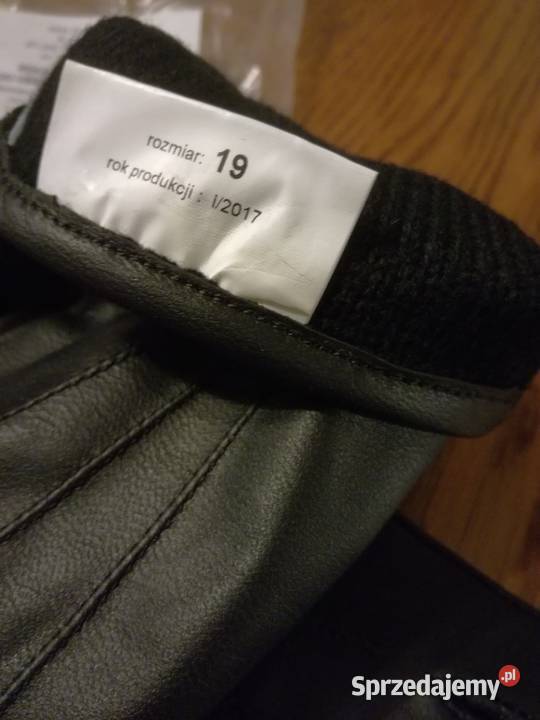 rozmiar: 19
rok produkcji : I/2017
Sprzedajemy.pl